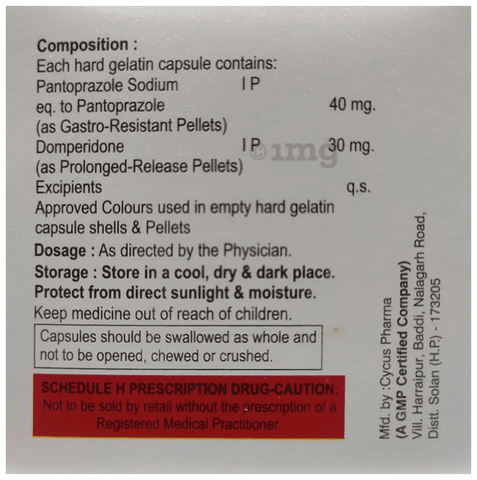 Composition :
Each hard gelatin capsule contains:
Pantoprazole Sodium I P
eq. to Pantoprazole 40 mg.
(as Gastro-Resistant Pellets)
Domperidone I P 30 mg.
(as Prolonged-Release Pellets)
Excipients q.s.
Approved Colours used in empty hard gelatin
capsule shells & Pellets
Dosage : As directed by the Physician.
Storage : Store in a cool, dry & dark place.
Protect from direct sunlight & moisture.
Keep medicine out of reach of children.
Capsules should be swallowed as whole and
not to be opened, chewed or crushed.
SCHEDULE H PRESCRIPTION DRUG-CAUTION:
Not to be sold by retail without the prescription of a
Registered Medical Practitioner
Mfd. by :Cycus Pharma
(A GMP Certified Company)
Vill. Harraipur, Baddi, Nalagarh Road,
Distt. Solan (H.P.) - 173205
© 1mg